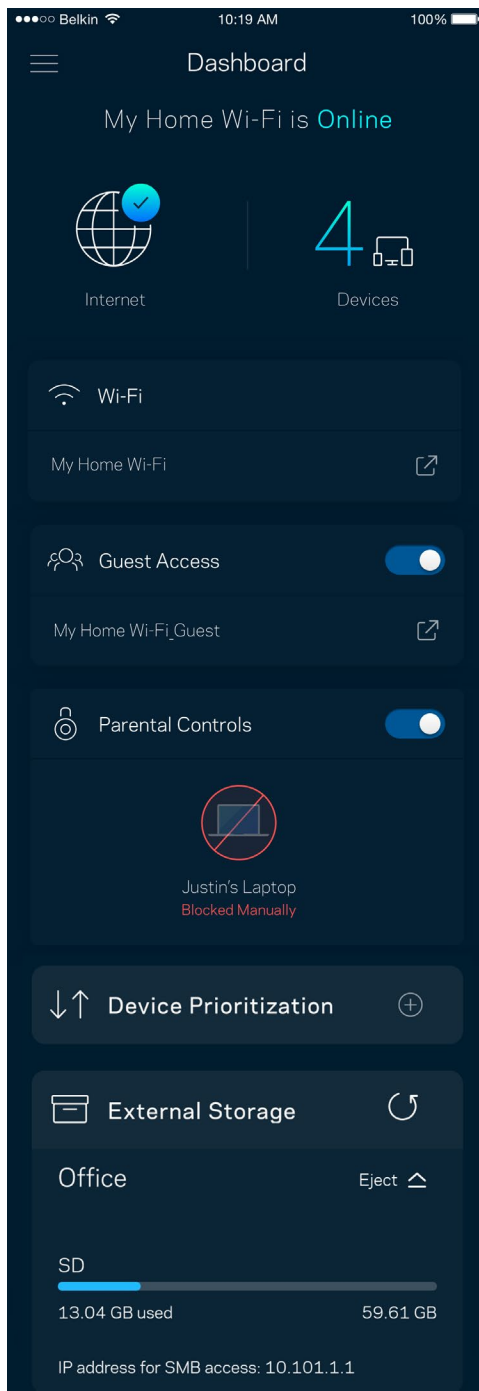 Belkin 10:19 AM 100%
Dashboard
My Home Wi-Fi is Online
4
Internet Devices
Wi-Fi
My Home Wi-Fi
Guest Access
My Home Wi-Fi_Guest
Parental Controls
Justin's Laptop
Blocked Manually
Device Prioritization
External Storage
Office Eject
SD
13.04 GB used 59.61 GB
IP address for SMB access: 10.101.1.1